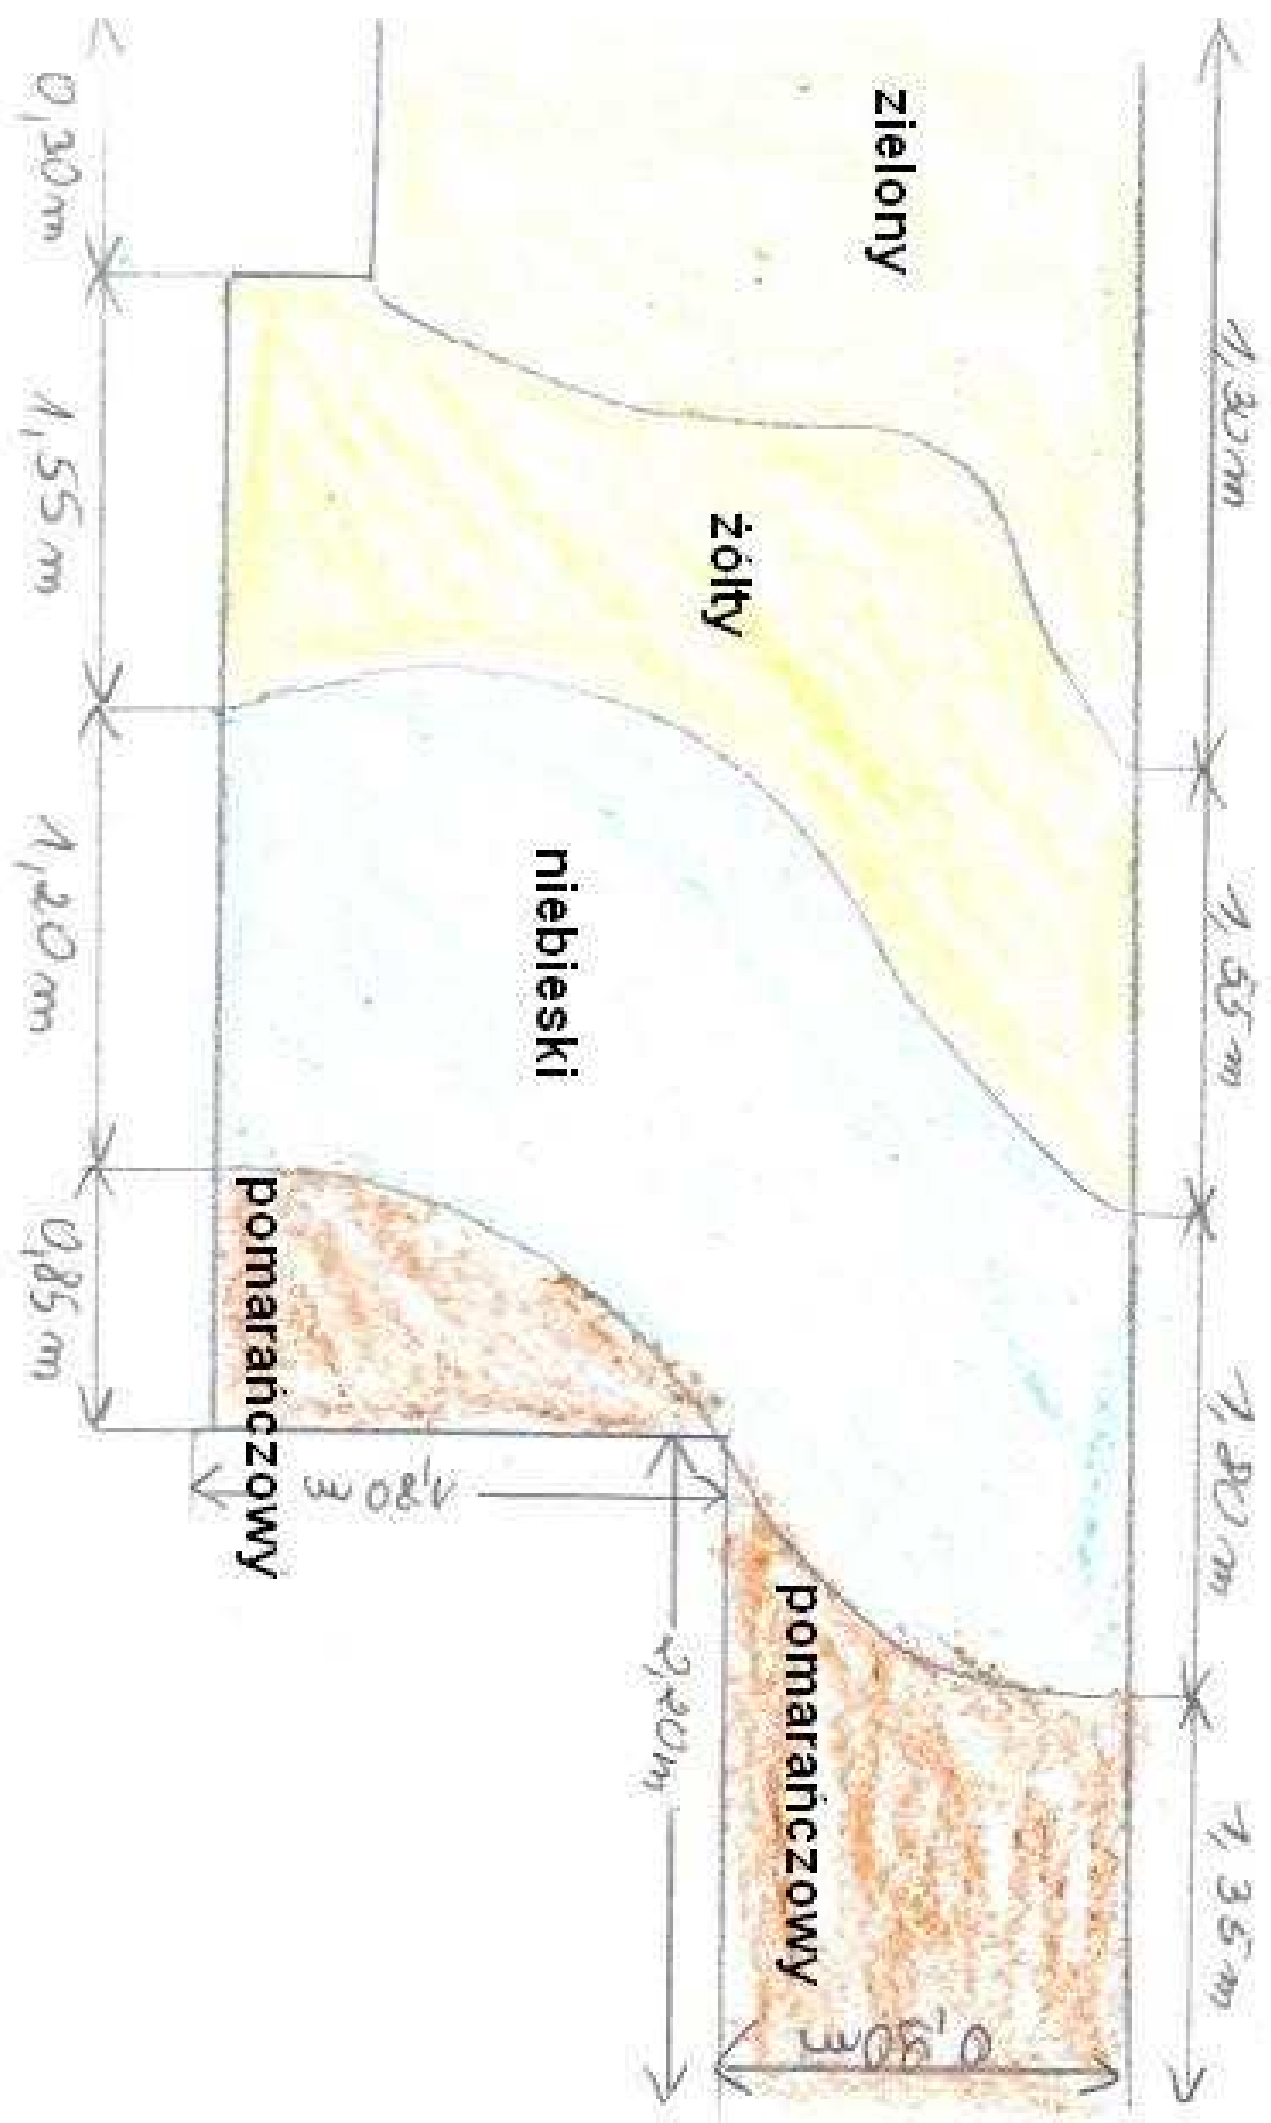 1,30 m
1,55 m
1,80 m
1,35 m
zielony
pomarańczowy
0,90 m
żółty
2,20 m
niebieski
1,80 m
pomarańczowy
0,30 m
1,55 m
1,20 m
0,85 m